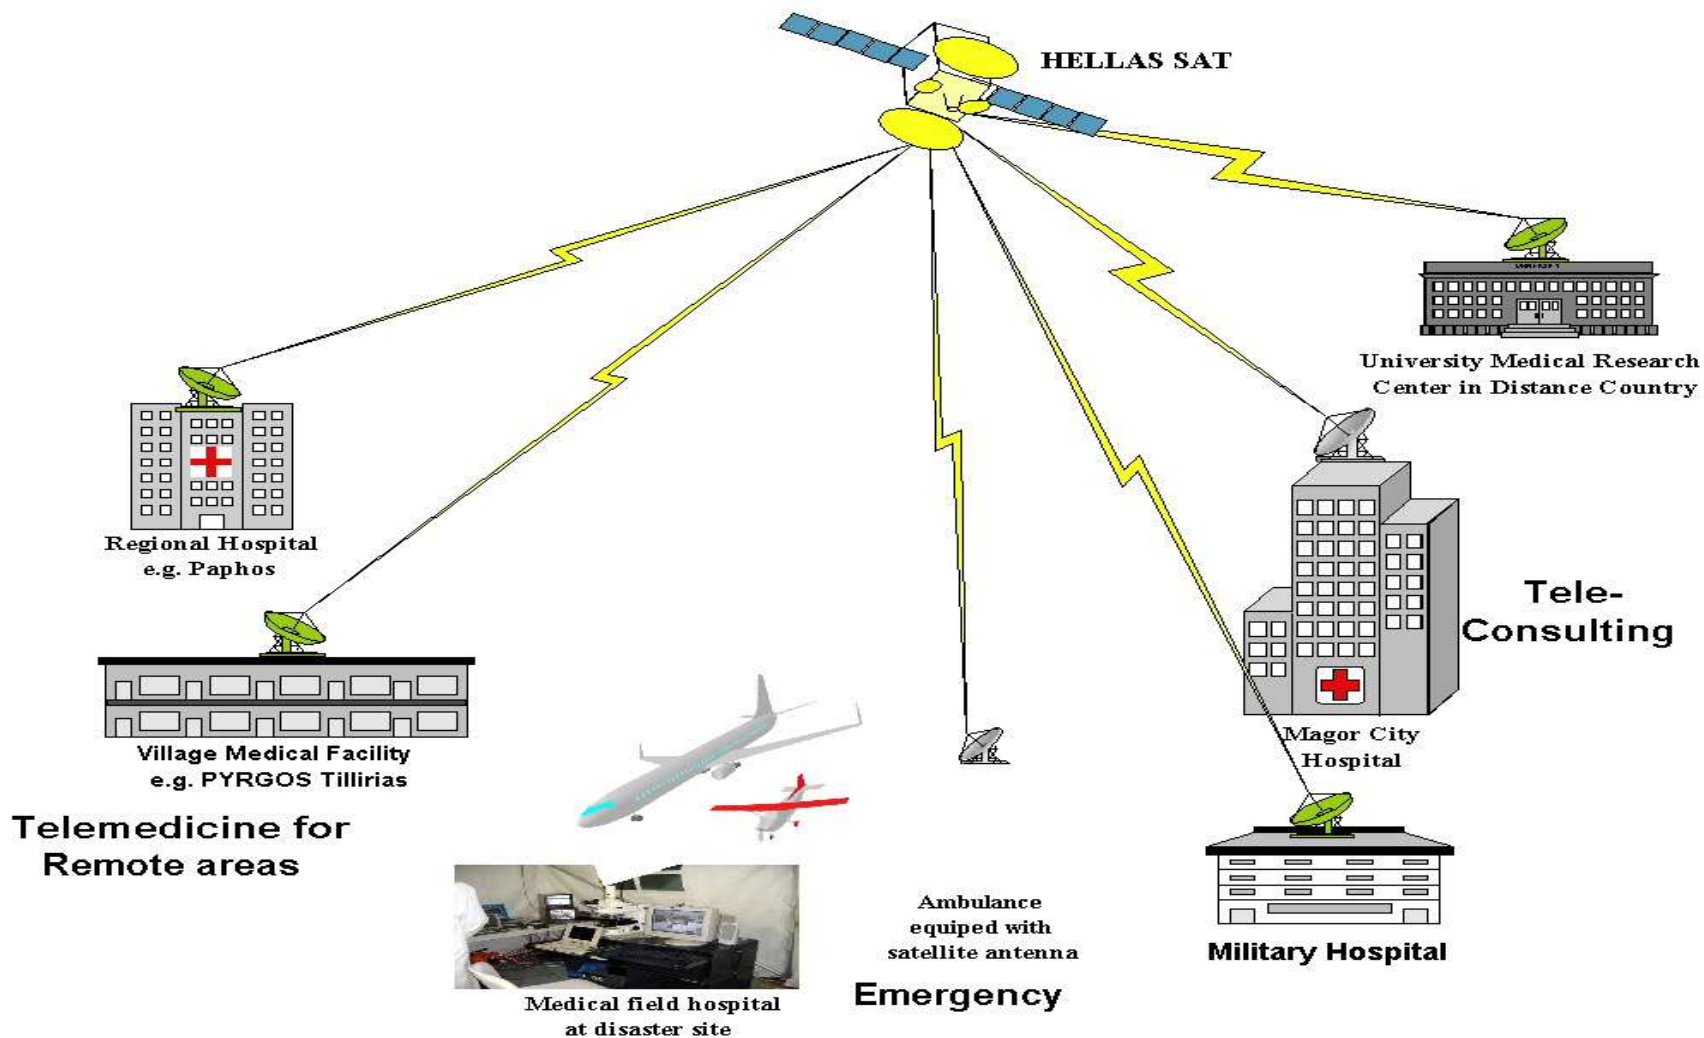 HELLAS SAT
UNIVERSITY
University Medical Research
Center in Distance Country
Regional Hospital
e.g. Paphos
Tele-
Consulting
Magor City
Hospital
Village Medical Facility
e.g. PYRGOS Tillirias
Telemedicine for
Remote areas
Ambulance
equiped with
satellite antenna
Military Hospital
Emergency
Medical field hospital
at disaster site